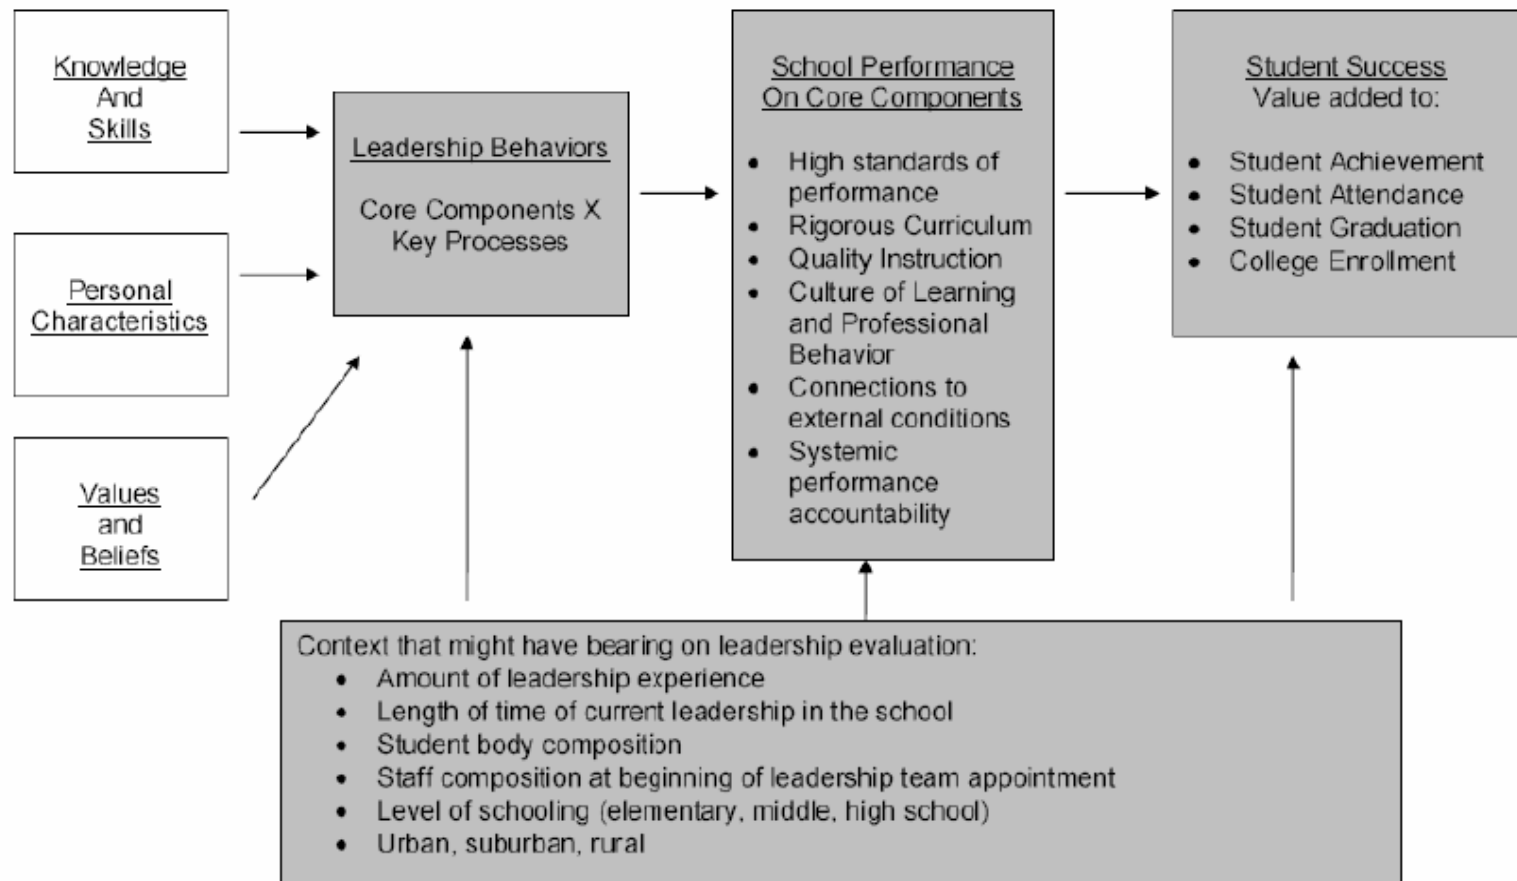 Knowledge
And
Skills
Personal
Characteristics
Values
and
Beliefs
Leadership Behaviors
Core Components X
Key Processes
School Performance
On Core Components
• High standards of
performance
• Rigorous Curriculum
• Quality Instruction
• Culture of Learning
and Professional
Behavior
• Connections to
external conditions
• Systemic
performance
accountability
Student Success
Value added to:
• Student Achievement
• Student Attendance
• Student Graduation
• College Enrollment
Context that might have bearing on leadership evaluation:
• Amount of leadership experience
• Length of time of current leadership in the school
• Student body composition
• Staff composition at beginning of leadership team appointment
• Level of schooling (elementary, middle, high school)
• Urban, suburban, rural